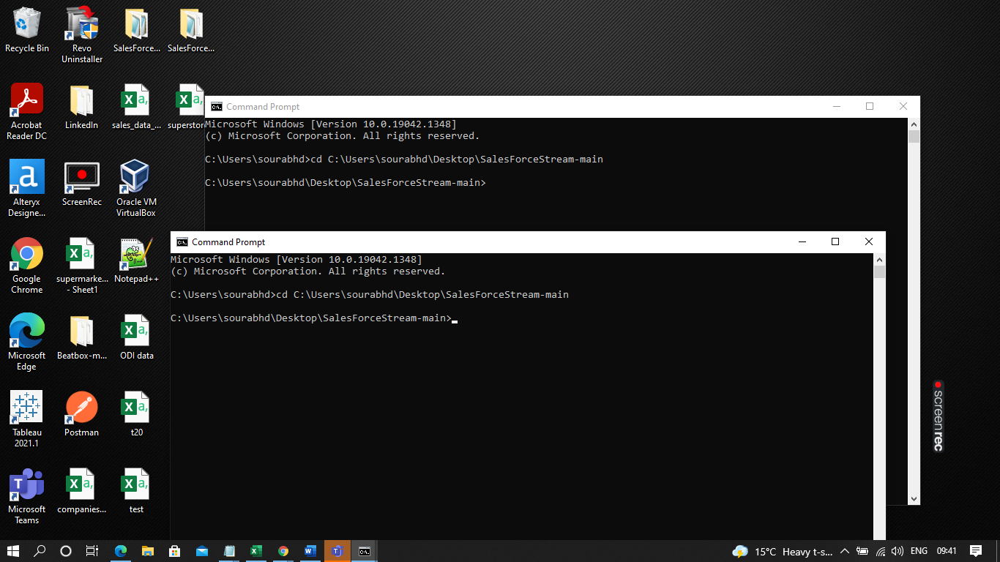 Recycle Bin
Revo
Uninstaller
SalesForce...
SalesForce...
Acrobat
Reader DC
LinkedIn
sales_data_...
superstor
Alteryx
Designe...
ScreenRec
Oracle VM
VirtualBox
Google
Chrome
supermarke...
- Sheet1
Notepad++
Microsoft
Edge
Beatbox-m...
ODI data
Tableau
2021.1
Postman
t20
Microsoft
Teams
companies...
test
Command Prompt
Microsoft Windows [Version 10.0.19042.1348]
(c) Microsoft Corporation. All rights reserved.
C:\Users\sourabhd>cd C:\Users\sourabhd\Desktop\SalesForceStream-main
C:\Users\sourabhd\Desktop\SalesForceStream-main>
Command Prompt
Microsoft Windows [Version 10.0.19042.1348]
(c) Microsoft Corporation. All rights reserved.
C:\Users\sourabhd>cd C:\Users\sourabhd\Desktop\SalesForceStream-main
C:\Users\sourabhd\Desktop\SalesForceStream-main>
screenrec
15°C Heavy t-s... ENG 09:41